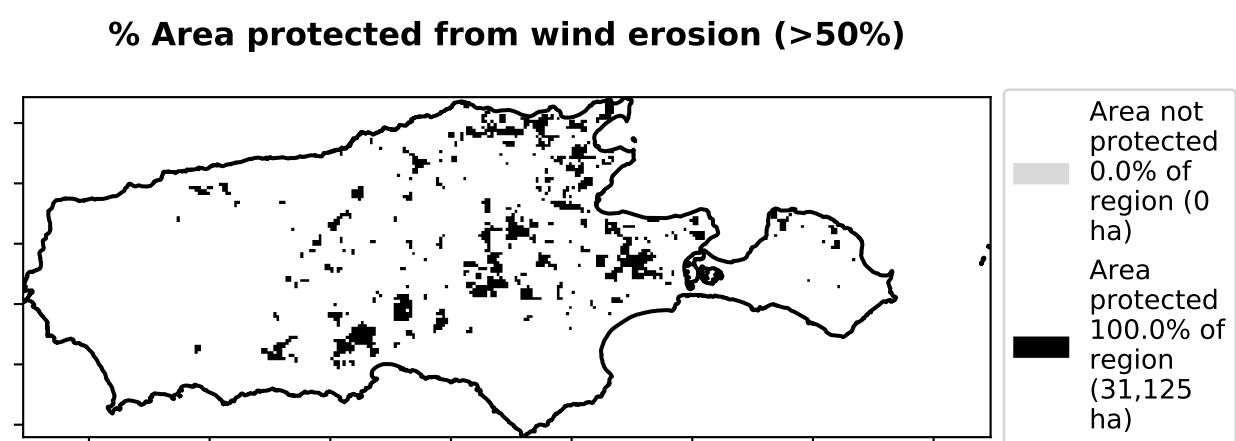 % Area protected from wind erosion (>50%)
Area not
protected
0.0% of
region (0
ha)
Area
protected
100.0% of
region
(31,125
ha)